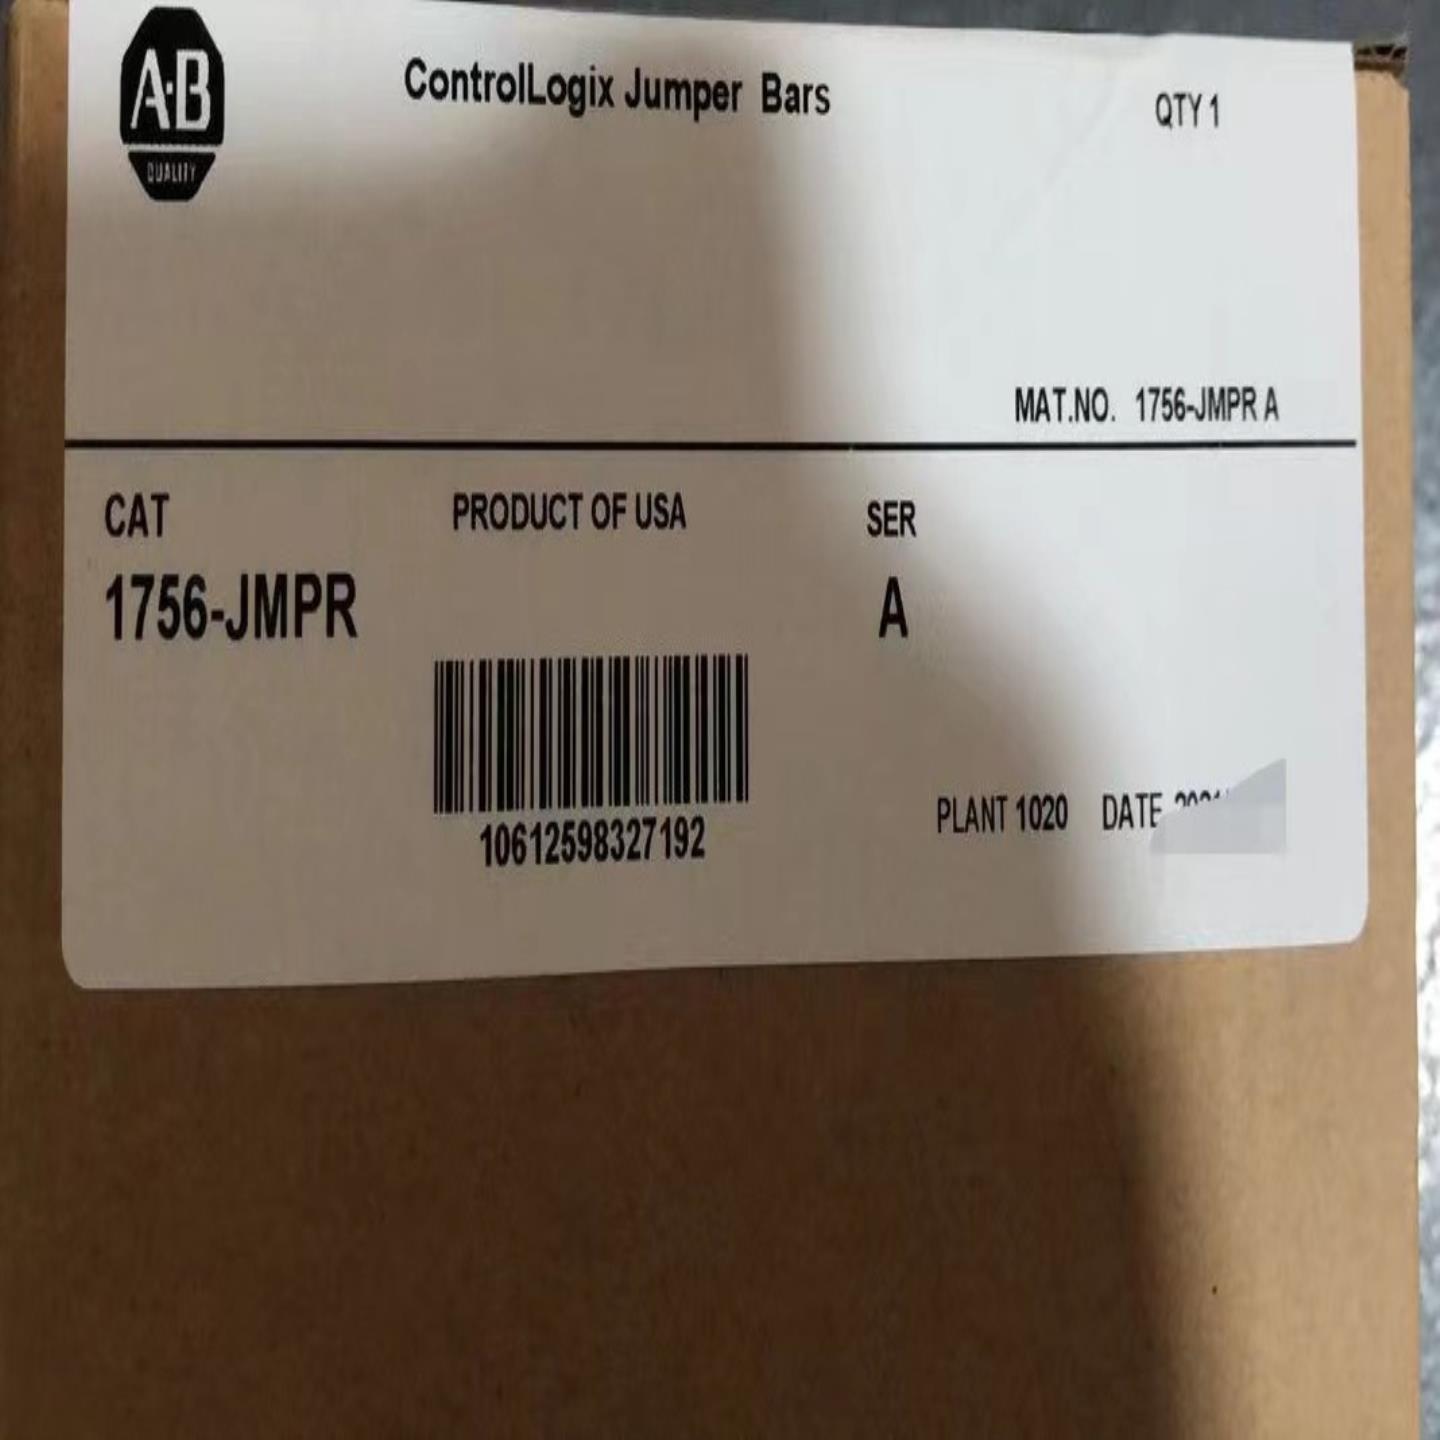 A·B
QUALITY
ControlLogix Jumper Bars
QTY 1
MAT.NO. 1756-JMPR A
CAT
PRODUCT OF USA
SER
1756-JMPR
A
10612598327192
PLANT 1020 DATE